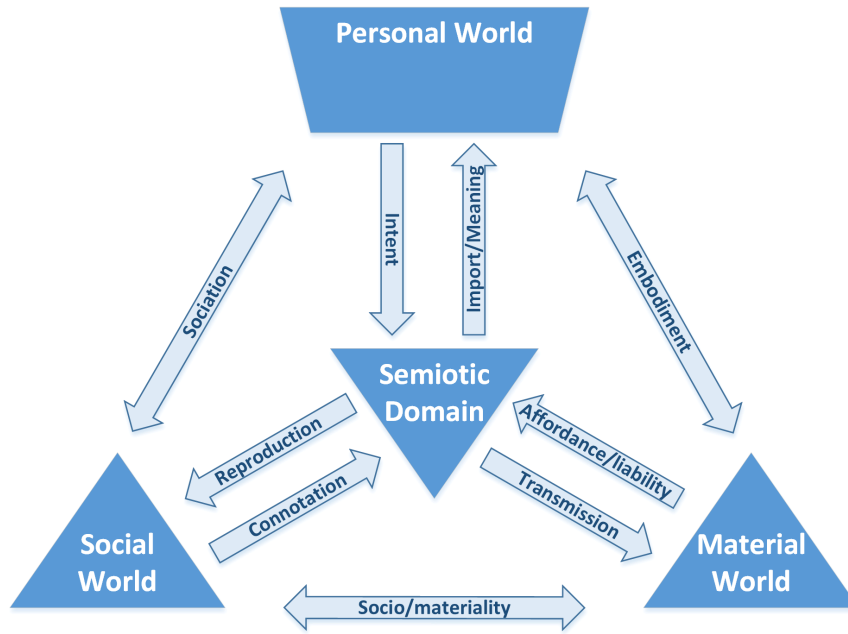 Personal World
Intent
Import/Meaning
Sociation
Embodiment
Semiotic
Domain
Reproduction
Connotation
Affordance/liability
Transmission
Social
World
Material
World
Socio/materiality